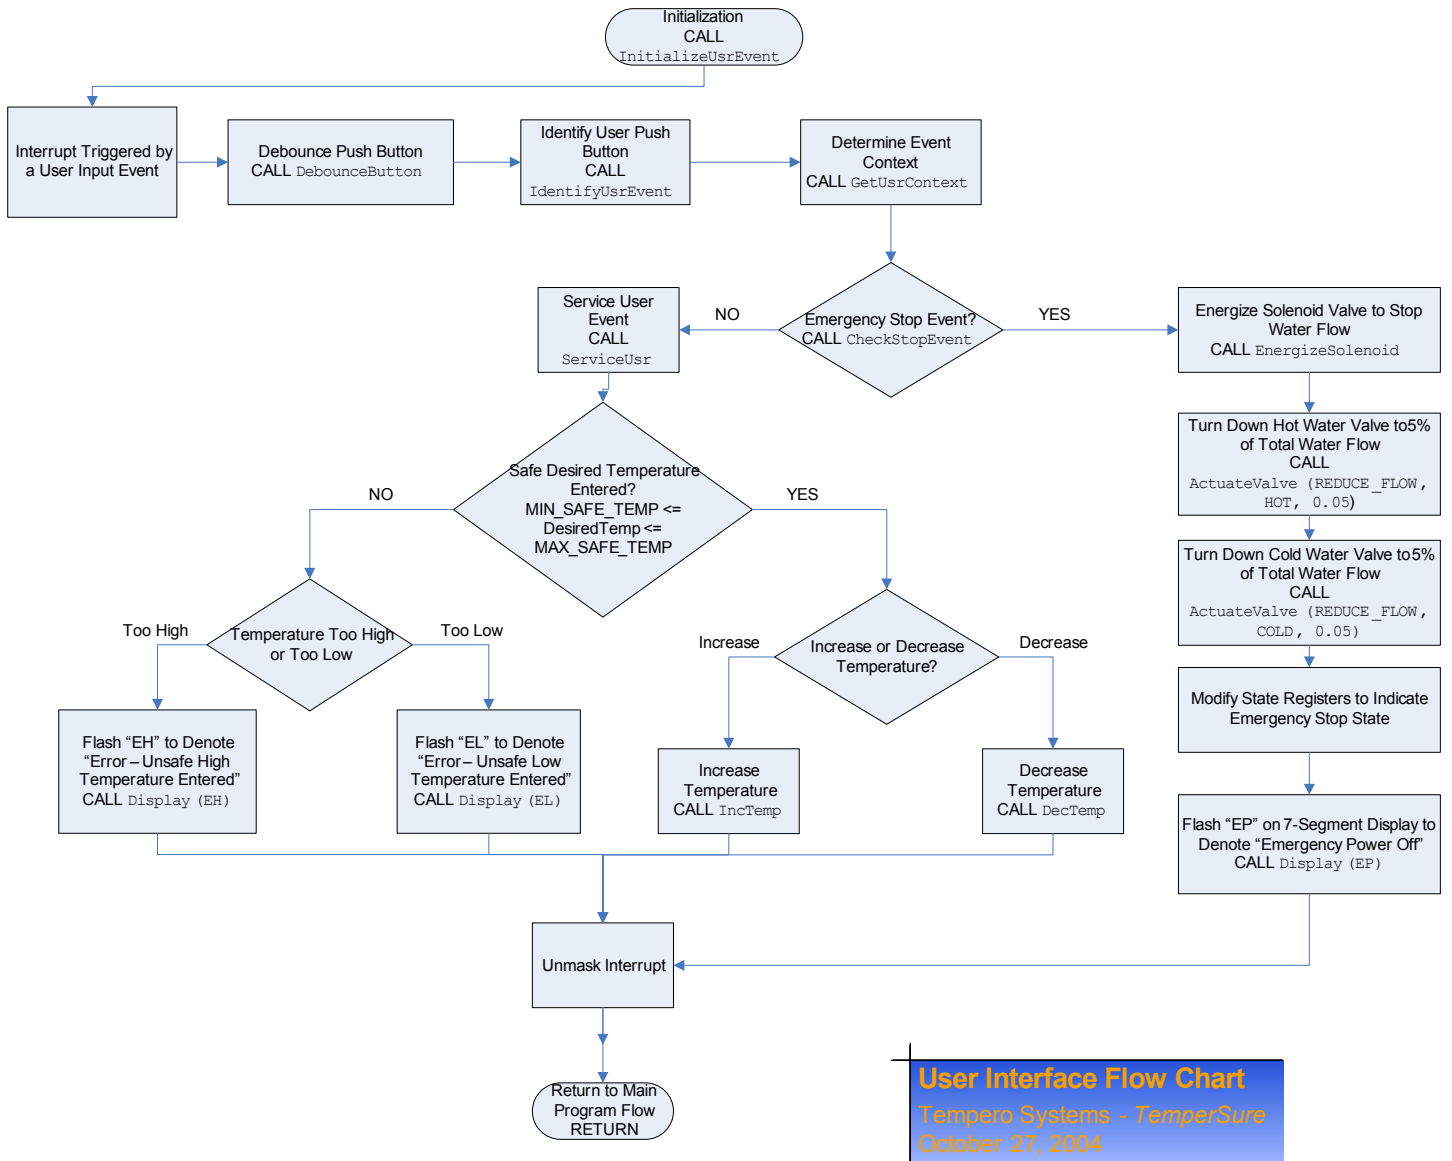 Initialization
CALL
InitializeUsrEvent
Interrupt Triggered by
a User Input Event
Debounce Push Button
CALL DebounceButton
Identify User Push
Button
CALL
IdentifyUsrEvent
Determine Event
Context
CALL GetUsrContext
Service User
Event
CALL
ServiceUsr
NO
Emergency Stop Event?
CALL CheckStopEvent
YES
Energize Solenoid Valve to Stop
Water Flow
CALL EnergizeSolenoid
Turn Down Hot Water Valve to5%
of Total Water Flow
CALL
ActuateValve (REDUCE_FLOW,
HOT, 0.05)
NO
Safe Desired Temperature
Entered?
MIN_SAFE_TEMP <=
DesiredTemp <=
MAX_SAFE_TEMP
YES
Turn Down Cold Water Valve to5%
of Total Water Flow
CALL
ActuateValve (REDUCE_FLOW,
COLD, 0.05)
Too High
Temperature Too High
or Too Low
Too Low
Increase
Increase or Decrease
Temperature?
Decrease
Modify State Registers to Indicate
Emergency Stop State
Flash “EH” to Denote
“Error – Unsafe High
Temperature Entered”
CALL Display (EH)
Flash “EL” to Denote
“Error – Unsafe Low
Temperature Entered”
CALL Display (EL)
Increase
Temperature
CALL IncTemp
Decrease
Temperature
CALL DecTemp
Flash “EP” on 7-Segment Display to
Denote “Emergency Power Off”
CALL Display (EP)
Unmask Interrupt
Return to Main
Program Flow
RETURN
User Interface Flow Chart
Tempero Systems - TemperSure
October 27, 2004